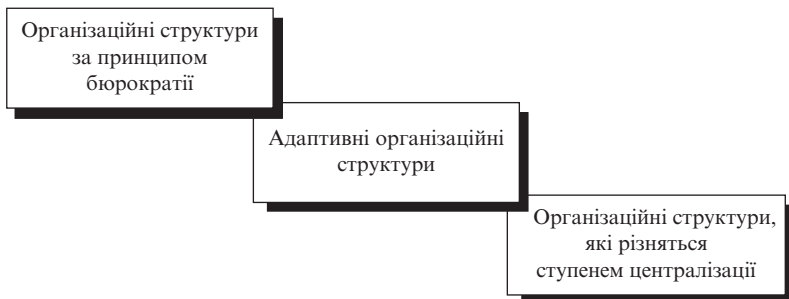 Організаційні структури
за принципом
бюрократії
Адаптивні організаційні
структури
Організаційні структури,
які різняться
ступенем централізації